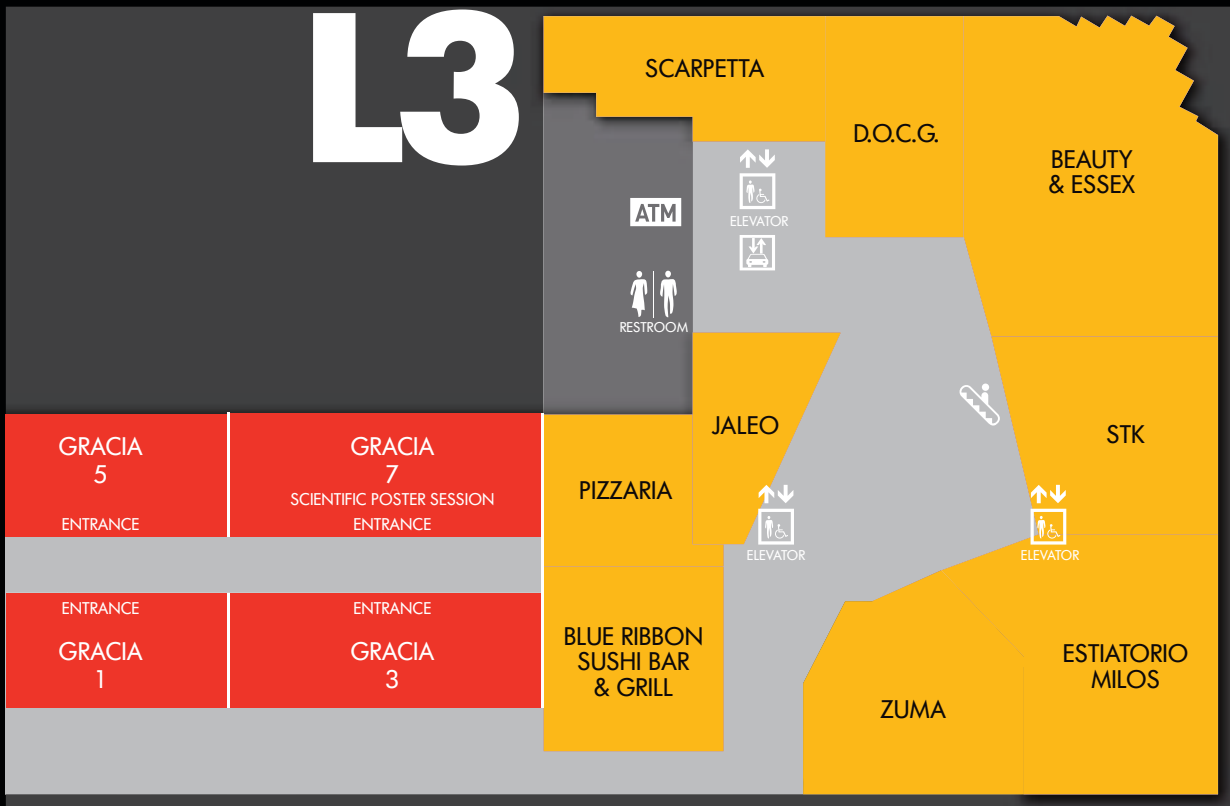 L3
SCARPETTA
D.O.C.G.
BEAUTY
& ESSEX
ATM
ELEVATOR
RESTROOM
JALEO
STK
GRACIA
5
ENTRANCE
GRACIA
7
SCIENTIFIC POSTER SESSION
ENTRANCE
PIZZARIA
ELEVATOR
ELEVATOR
ENTRANCE
GRACIA
1
ENTRANCE
GRACIA
3
BLUE RIBBON
SUSHI BAR
& GRILL
ZUMA
ESTIATORIO
MILOS